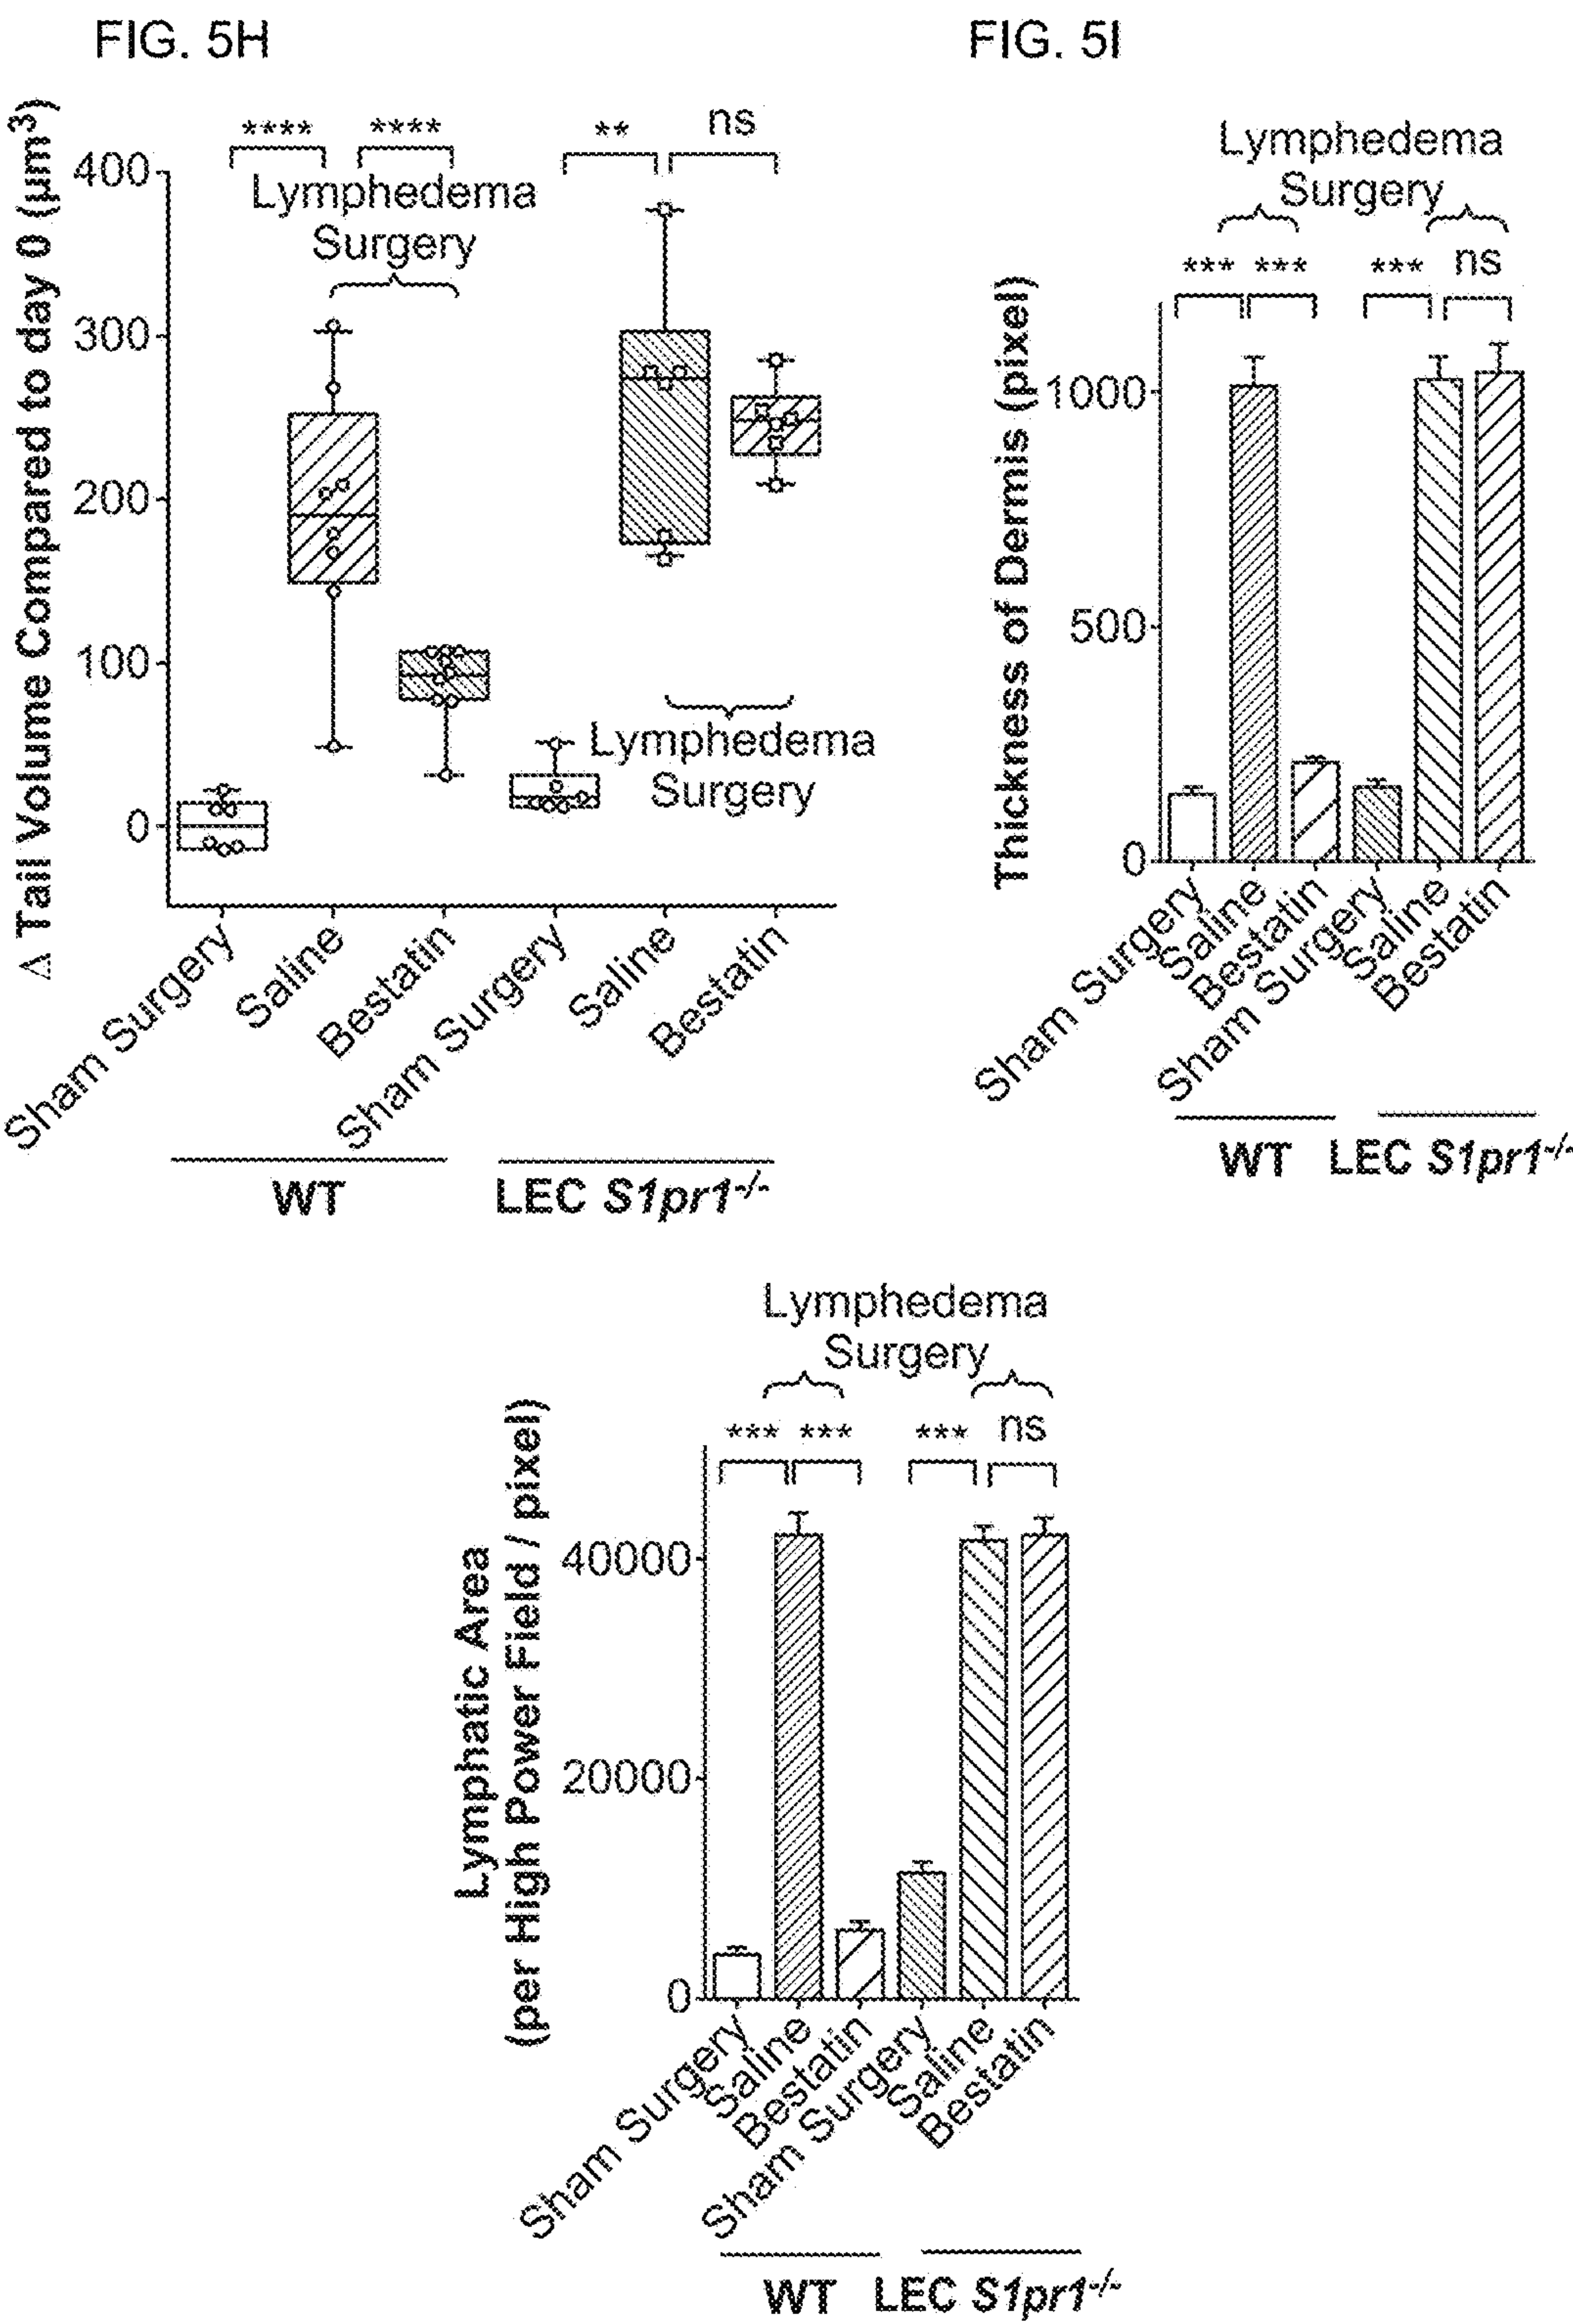 FIG. 5H
Δ Tail Volume Compared to day 0 (µm³)
**** **** ** ns
Lymphedema
Surgery
400
300
200
100
0
Lymphedema
Surgery
Sham Surgery
Saline
Bestatin
Sham Surgery
Saline
Bestatin
WT
LEC S1pr1-/-
FIG. 5I
Lymphedema
Surgery
*** *** *** ns
Thickness of Dermis (pixel)
1000
500
0
Sham Surgery
Saline
Bestatin
Sham Surgery
Saline
Bestatin
WT
LEC S1pr1-/-
Lymphedema
Surgery
*** *** *** ns
Lymphatic Area
(per High Power Field / pixel)
40000
20000
0
Sham Surgery
Saline
Bestatin
Sham Surgery
Saline
Bestatin
WT
LEC S1pr1-/-